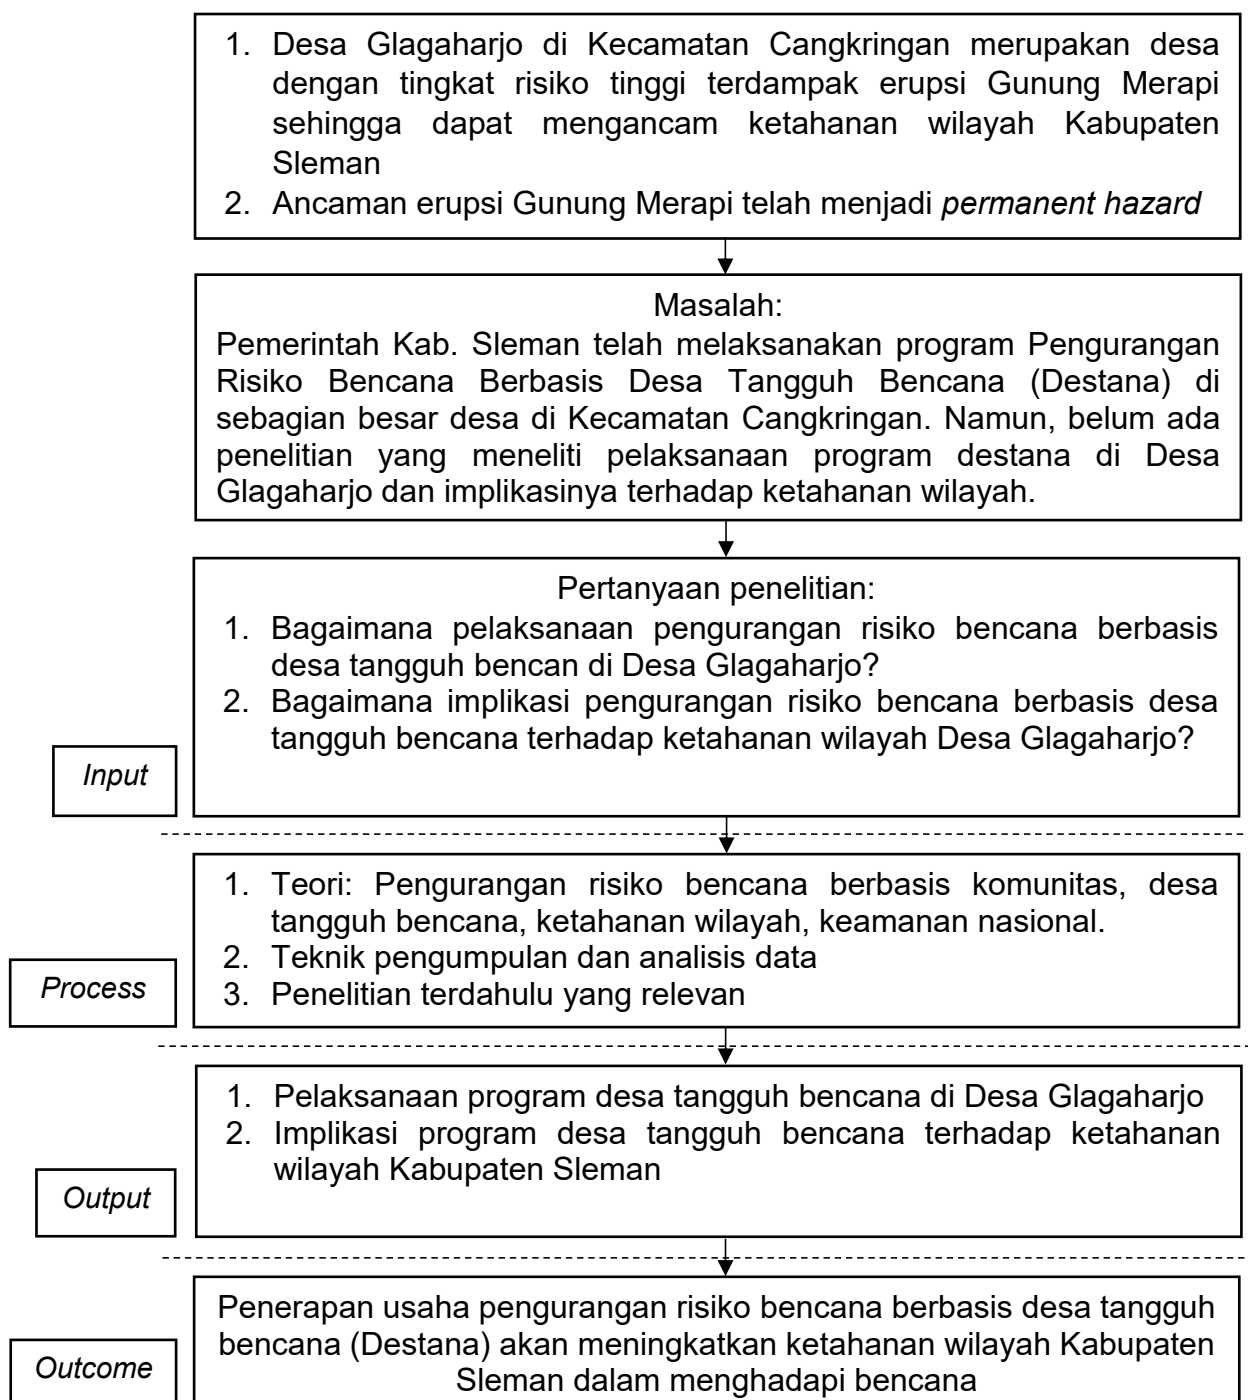 1. Desa Glagaharjo di Kecamatan Cangkringan merupakan desa
dengan tingkat risiko tinggi terdampak erupsi Gunung Merapi
sehingga dapat mengancam ketahanan wilayah Kabupaten
Sleman
2. Ancaman erupsi Gunung Merapi telah menjadi permanent hazard
Masalah:
Pemerintah Kab. Sleman telah melaksanakan program Pengurangan
Risiko Bencana Berbasis Desa Tangguh Bencana (Destana) di
sebagian besar desa di Kecamatan Cangkringan. Namun, belum ada
penelitian yang meneliti pelaksanaan program destana di Desa
Glagaharjo dan implikasinya terhadap ketahanan wilayah.
Pertanyaan penelitian:
1. Bagaimana pelaksanaan pengurangan risiko bencana berbasis
desa tangguh bencan di Desa Glagaharjo?
2. Bagaimana implikasi pengurangan risiko bencana berbasis desa
tangguh bencana terhadap ketahanan wilayah Desa Glagaharjo?
Input
1. Teori: Pengurangan risiko bencana berbasis komunitas, desa
tangguh bencana, ketahanan wilayah, keamanan nasional.
2. Teknik pengumpulan dan analisis data
3. Penelitian terdahulu yang relevan
Process
1. Pelaksanaan program desa tangguh bencana di Desa Glagaharjo
2. Implikasi program desa tangguh bencana terhadap ketahanan
wilayah Kabupaten Sleman
Output
Penerapan usaha pengurangan risiko bencana berbasis desa tangguh
bencana (Destana) akan meningkatkan ketahanan wilayah Kabupaten
Sleman dalam menghadapi bencana
Outcome